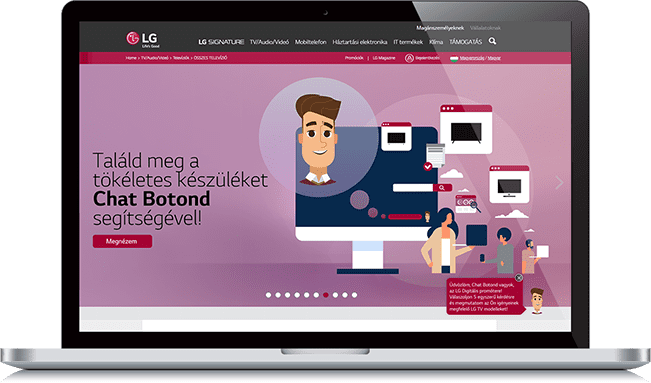 Magánszemélyeknek Vállalatoknak
LG
Life's Good
LG SIGNATURE TV/Audio/Videó Mobiltelefon Háztartási elektronika IT termékek Klíma TÁMOGATÁS
Home > TV/Audio/Videó > Televíziók > ÖSSZES TELEVÍZIÓ
Promóciók | LG Magazine Bejelentkezés Magyarország / Magyar
Találd meg a
tökéletes készüléket
Chat Botond
segítségével!
Megnézem
Üdvözlöm, Chat Botond vagyok,
az LG Digitális promótere!
Válaszoljon 5 egyszerű kérdésre
és megmutatom az Ön igényeinek
megfelelő LG TV modelleket!